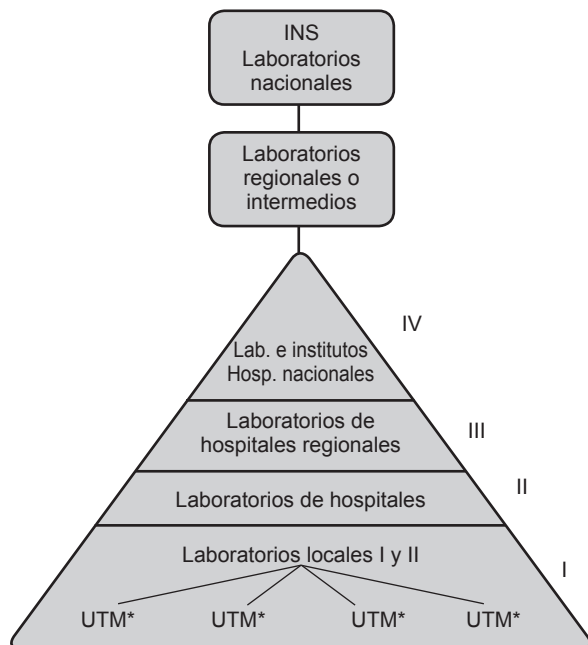 INS
Laboratorios
nacionales
Laboratorios
regionales o
intermedios
IV
Lab. e institutos
Hosp. nacionales
Laboratorios de
hospitales regionales
III
Laboratorios de hospitales
II
Laboratorios locales I y II
I
UTM* UTM* UTM* UTM*